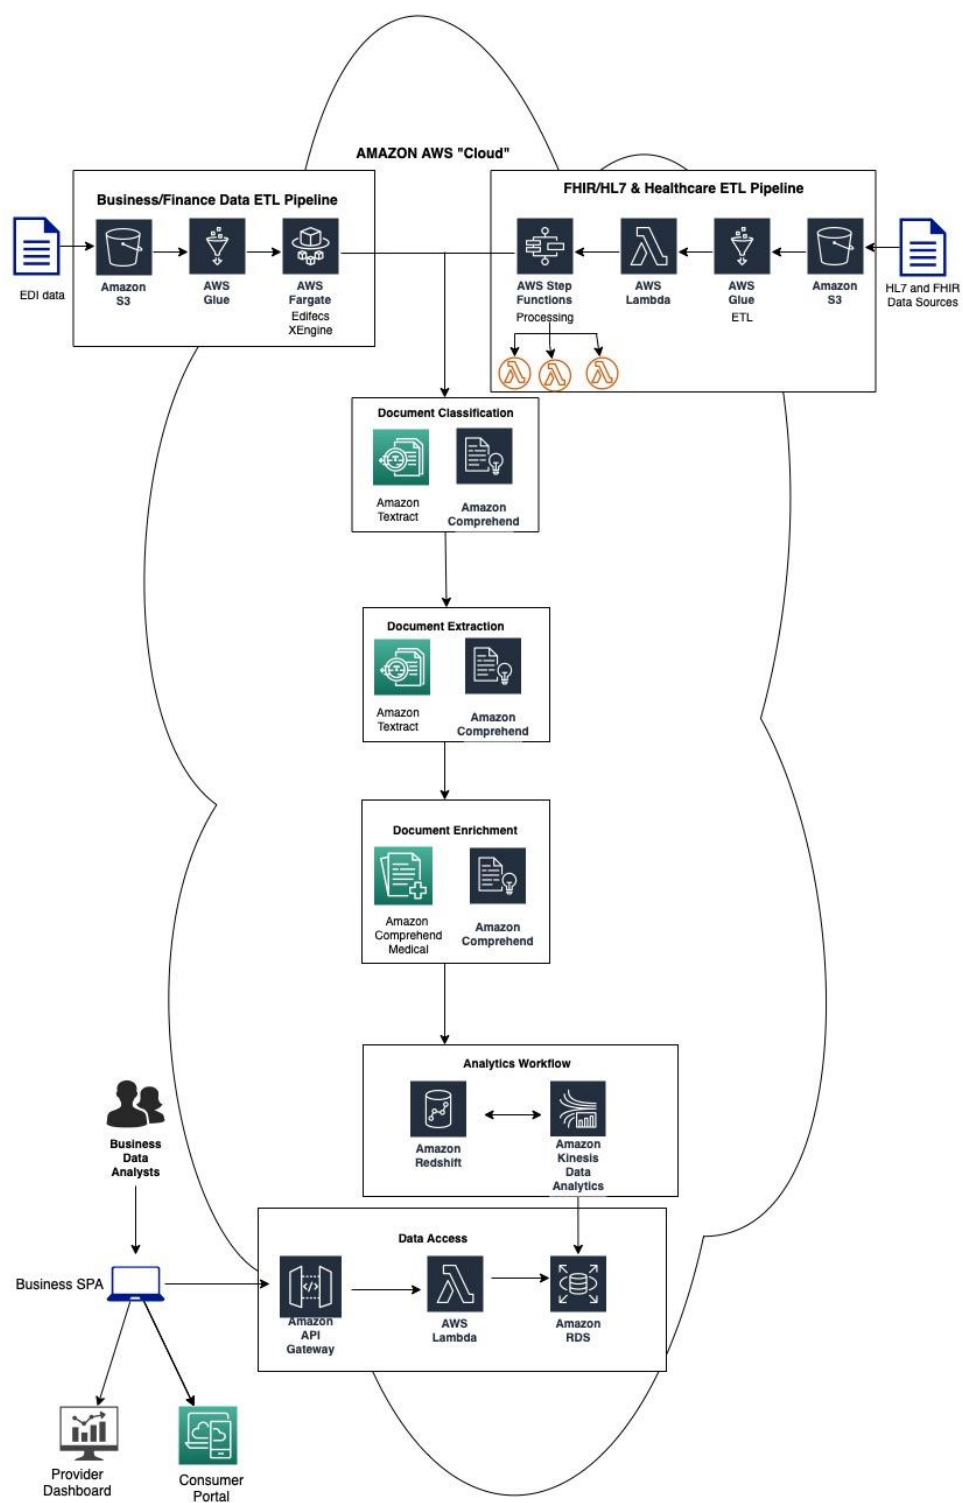 AMAZON AWS "Cloud"
Business/Finance Data ETL Pipeline
EDI data
Amazon
S3
AWS
Glue
AWS
Fargate
Edifecs
XEngine
FHIR/HL7 & Healthcare ETL Pipeline
AWS Step
Functions
Processing
AWS
Lambda
AWS
Glue
ETL
Amazon
S3
HL7 and FHIR
Data Sources
Document Classification
Amazon
Textract
Amazon
Comprehend
Document Extraction
Amazon
Textract
Amazon
Comprehend
Document Enrichment
Amazon
Comprehend
Medical
Amazon
Comprehend
Analytics Workflow
Amazon
Redshift
Amazon
Kinesis
Data
Analytics
Business
Data
Analysts
Business SPA
Data Access
Amazon
API
Gateway
AWS
Lambda
Amazon
RDS
Provider
Dashboard
Consumer
Portal